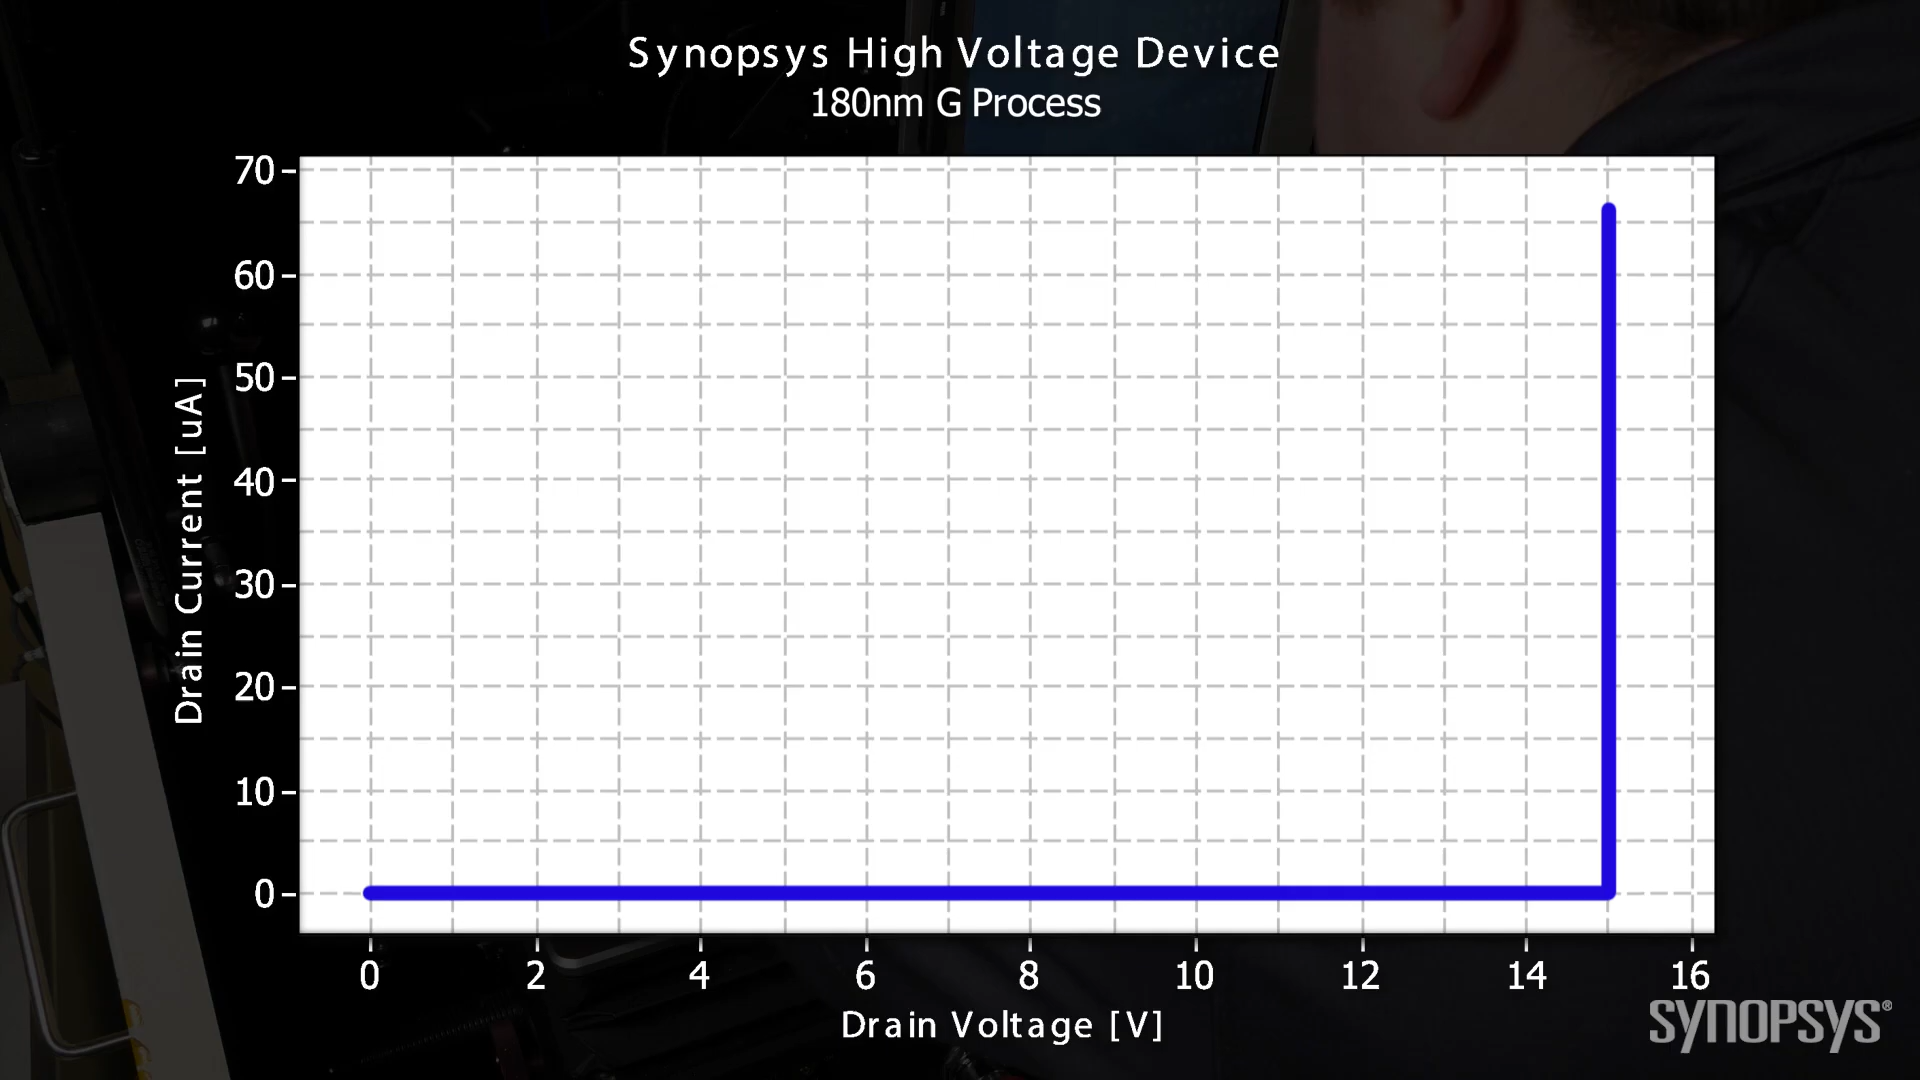 Synopsys High Voltage Device
180nm G Process
70
60
50
40
30
20
10
0
Drain Current [uA]
0 2 4 6 8 10 12 14 16
Drain Voltage [V]
SYNOPSYS®